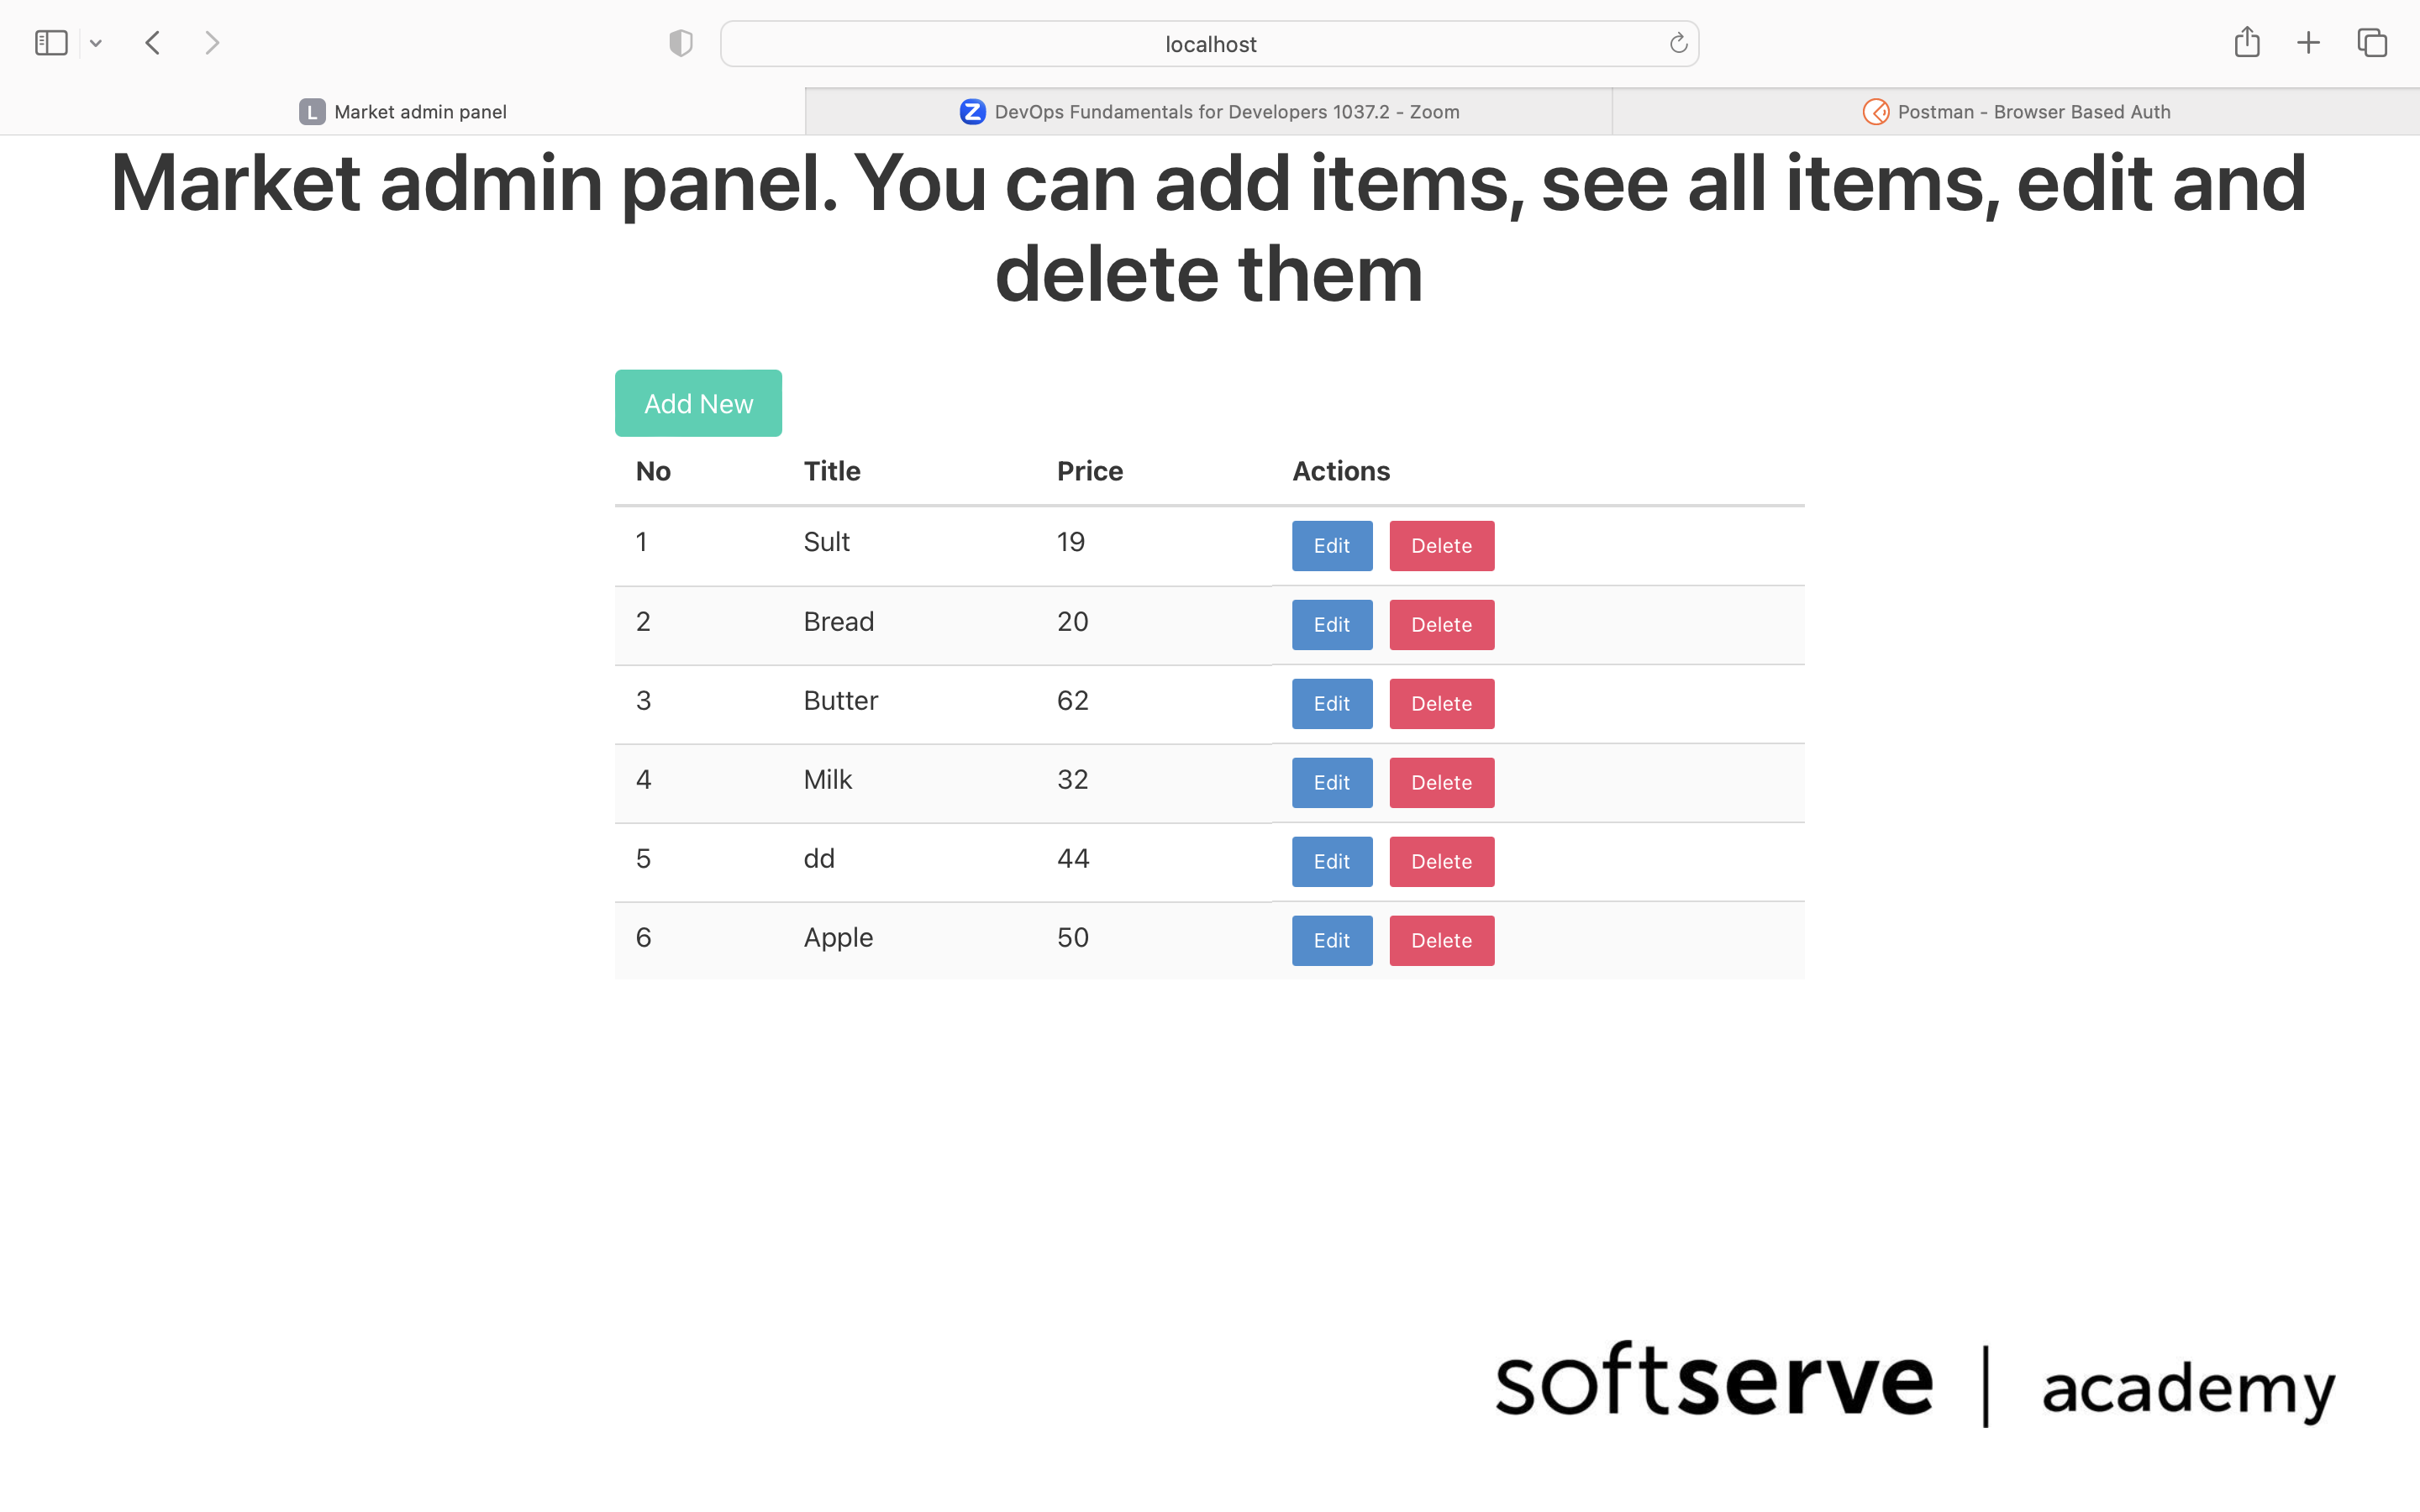 localhost
L Market admin panel
DevOps Fundamentals for Developers 1037.2 - Zoom
Postman - Browser Based Auth
Market admin panel. You can add items, see all items, edit and
delete them
Add New
No Title Price Actions
1 Sult 19 Edit Delete
2 Bread 20 Edit Delete
3 Butter 62 Edit Delete
4 Milk 32 Edit Delete
5 dd 44 Edit Delete
6 Apple 50 Edit Delete
softserve | academy